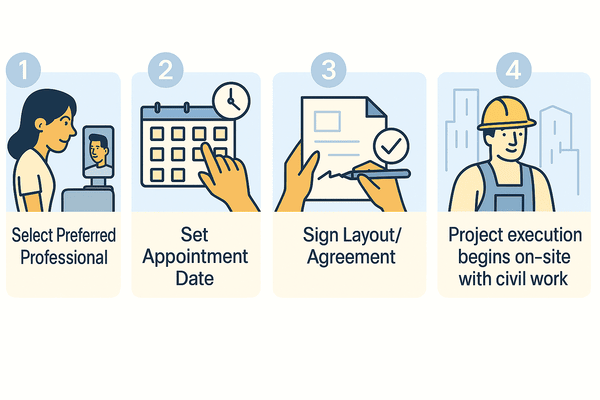 1
Select Preferred
Professional
2
Set
Appointment
Date
3
Sign Layout/
Agreement
4
Project execution
begins on-site
with civil work